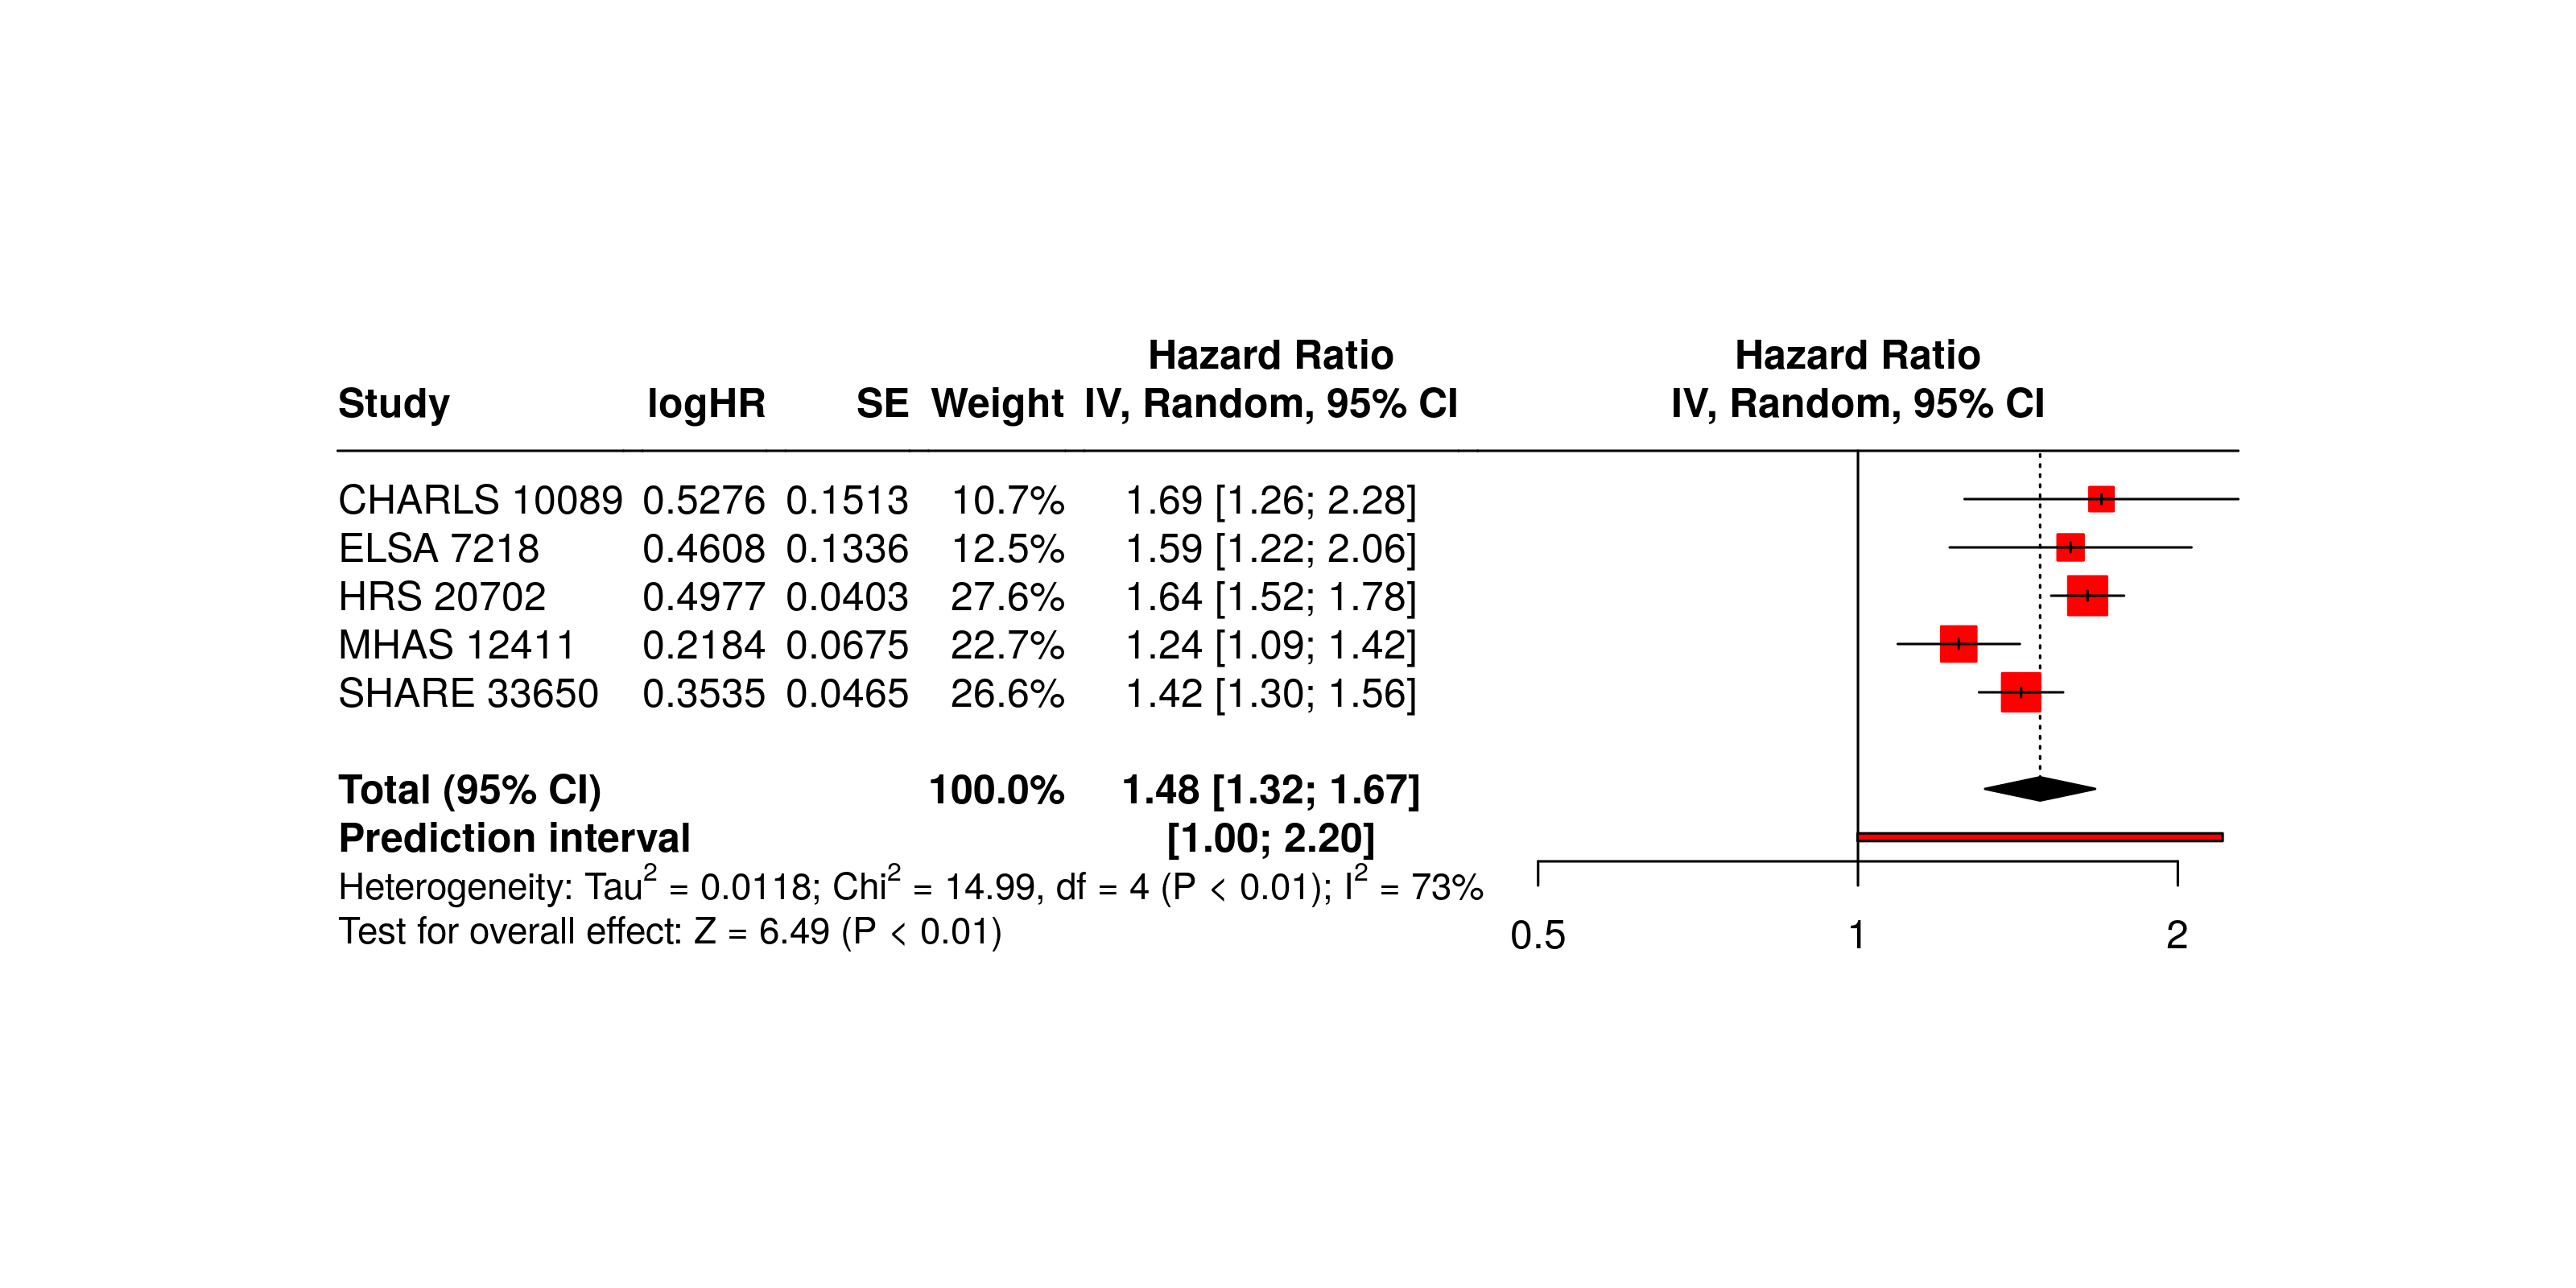 Hazard Ratio Hazard Ratio
Study logHR SE Weight IV, Random, 95% CI IV, Random, 95% CI
CHARLS 10089 0.5276 0.1513 10.7% 1.69 [1.26; 2.28]
ELSA 7218 0.4608 0.1336 12.5% 1.59 [1.22; 2.06]
HRS 20702 0.4977 0.0403 27.6% 1.64 [1.52; 1.78]
MHAS 12411 0.2184 0.0675 22.7% 1.24 [1.09; 1.42]
SHARE 33650 0.3535 0.0465 26.6% 1.42 [1.30; 1.56]
Total (95% CI) 100.0% 1.48 [1.32; 1.67]
Prediction interval [1.00; 2.20]
Heterogeneity: Tau² = 0.0118; Chi² = 14.99, df = 4 (P < 0.01); I² = 73%
Test for overall effect: Z = 6.49 (P < 0.01)
0.5 1 2